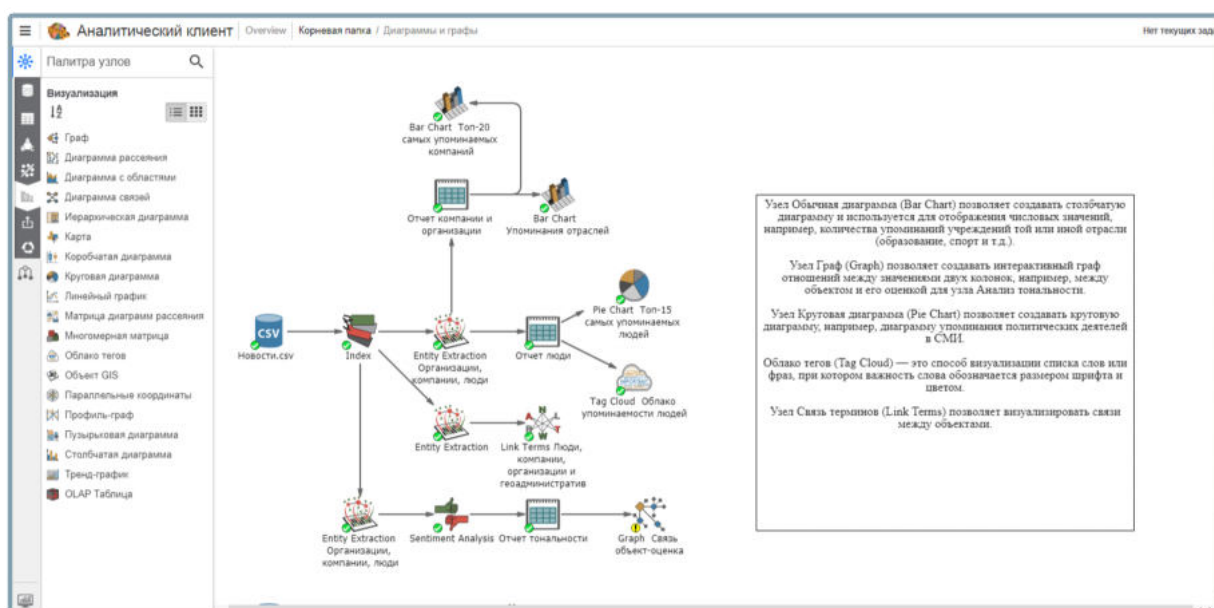 Аналитический клиент Overview Корневая папка / Диаграммы и графы Нет текущих
Палитра узлов
Визуализация
Граф
Диаграмма рассеяния
Диаграмма с областями
Диаграмма связей
Иерархическая диаграмма
Карта
Коробчатая диаграмма
Круговая диаграмма
Линейный график
Матрица диаграмм рассеяния
Многомерная матрица
Облако тегов
Объект GIS
Параллельные координаты
Профиль-граф
Пузырьковая диаграмма
Столбчатая диаграмма
Тренд-график
OLAP Таблица
Bar Chart Топ-20
самых упоминаемых
компаний
Отчет компании и
организации
Bar Chart
Упоминания отраслей
CSV
Новости.csv
Index
Entity Extraction
Организации,
компании, люди
Отчет люди
Pie Chart Топ-15
самых упоминаемых
людей
Tag Cloud Облако
упоминаемости людей
Entity Extraction
Link Terms Люди,
компании,
организации и
геоадминистратив
Entity Extraction
Организации,
компании, люди
Sentiment Analysis
Отчет тональности
Graph Связь
объект-оценка
Узел Обычная диаграмма (Bar Chart) позволяет создавать столбчатую
диаграмму и используется для отображения числовых значений,
например, количества упоминаний учреждений той или иной отрасли
(образование, спорт и т.д.).
Узел Граф (Graph) позволяет создавать интерактивный граф
отношений между значениями двух колонок, например, между
объектом и его оценкой для узла Анализ тональности.
Узел Круговая диаграмма (Pie Chart) позволяет создавать круговую
диаграмму, например, диаграмму упоминания политических деятелей
в СМИ.
Облако тегов (Tag Cloud) — это способ визуализации списка слов или
фраз, при котором важность слова обозначается размером шрифта и
цветом.
Узел Связь терминов (Link Terms) позволяет визуализировать связи
между объектами.